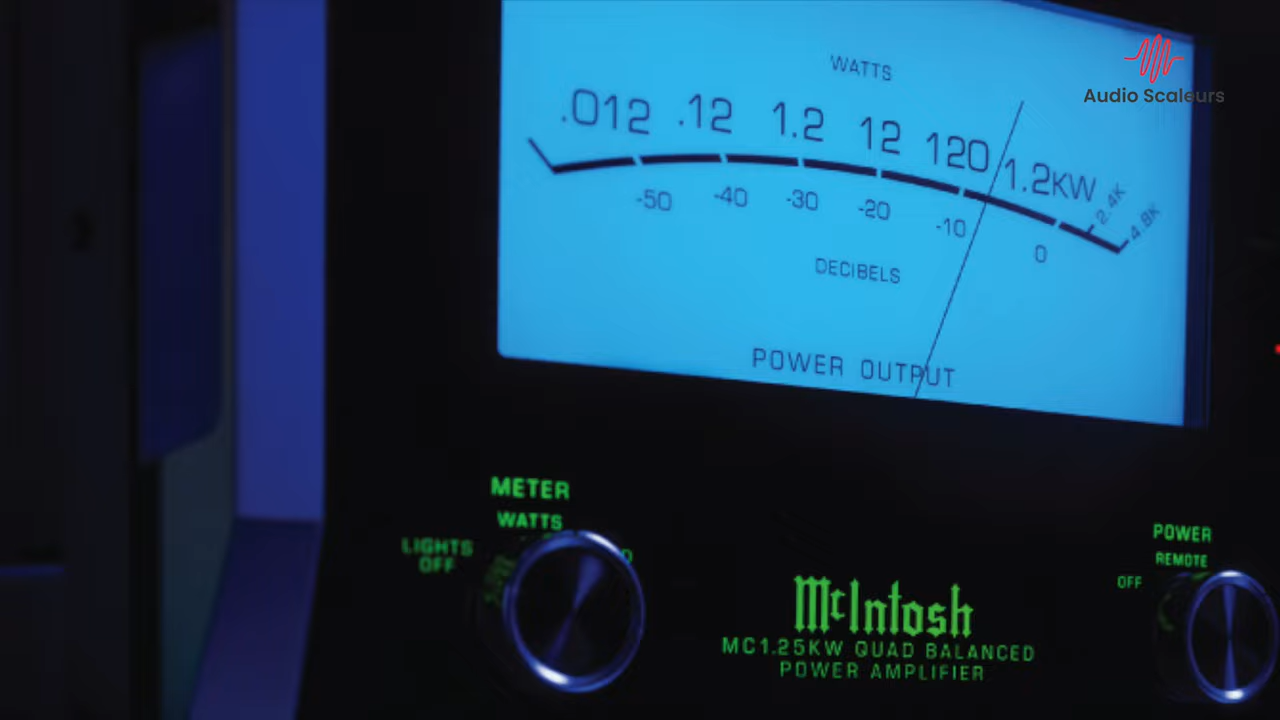 WATTS
.012 .12 1.2 12 120 1.2KW 2.4K 4.8K
-50 -40 -30 -20 -10 0
DECIBELS
POWER OUTPUT
Audio Scaleurs
METER
WATTS
LIGHTS
OFF
McIntosh
MC1.25KW QUAD BALANCED
POWER AMPLIFIER
POWER
REMOTE
OFF